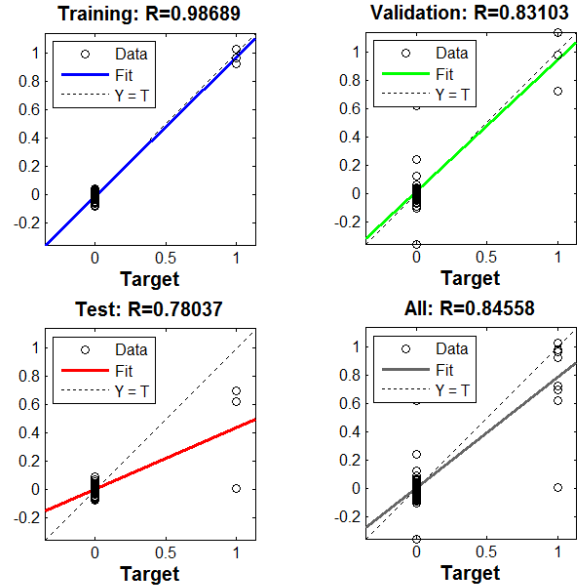 Training: R=0.98689
1
0.8
0.6
0.4
0.2
0
-0.2
Data
Fit
Y = T
0
0.5
1
Target
Validation: R=0.83103
1
0.8
0.6
0.4
0.2
0
-0.2
Data
Fit
Y = T
0
0.5
1
Target
Test: R=0.78037
1
0.8
0.6
0.4
0.2
0
-0.2
Data
Fit
Y = T
0
0.5
1
Target
All: R=0.84558
1
0.8
0.6
0.4
0.2
0
-0.2
Data
Fit
Y = T
0
0.5
1
Target